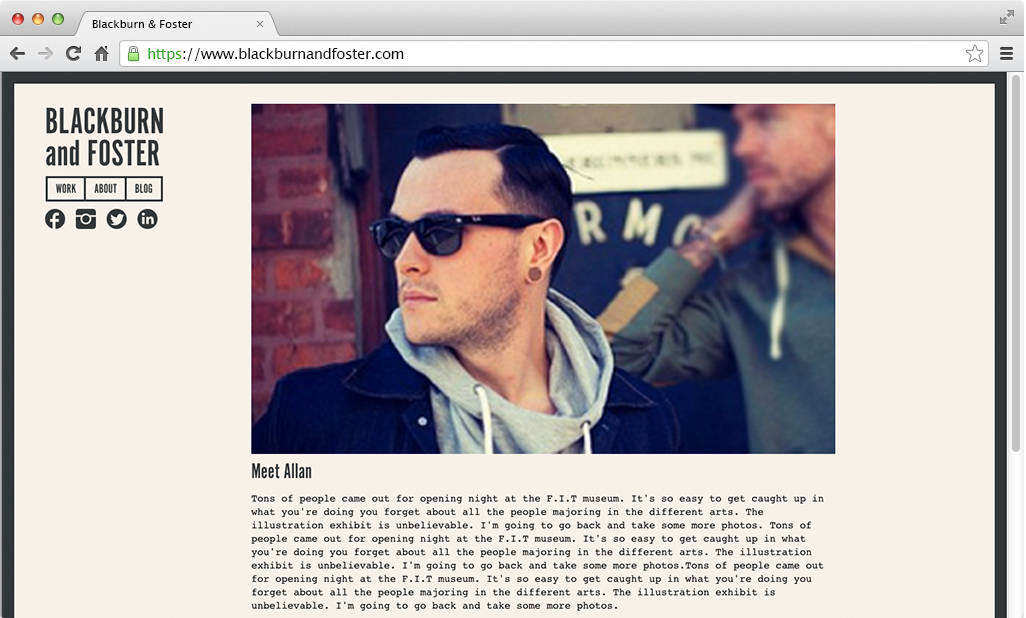 Blackburn & Foster
https://www.blackburnandfoster.com
BLACKBURN
and FOSTER
WORK ABOUT BLOG
RMC
Meet Allan
Tons of people came out for opening night at the F.I.T museum. It's so easy to get caught up in
what you're doing you forget about all the people majoring in the different arts. The
illustration exhibit is unbelievable. I'm going to go back and take some more photos. Tons of
people came out for opening night at the F.I.T museum. It's so easy to get caught up in what
you're doing you forget about all the people majoring in the different arts. The illustration
exhibit is unbelievable. I'm going to go back and take some more photos.Tons of people came out
for opening night at the F.I.T museum. It's so easy to get caught up in what you're doing you
forget about all the people majoring in the different arts. The illustration exhibit is
unbelievable. I'm going to go back and take some more photos.